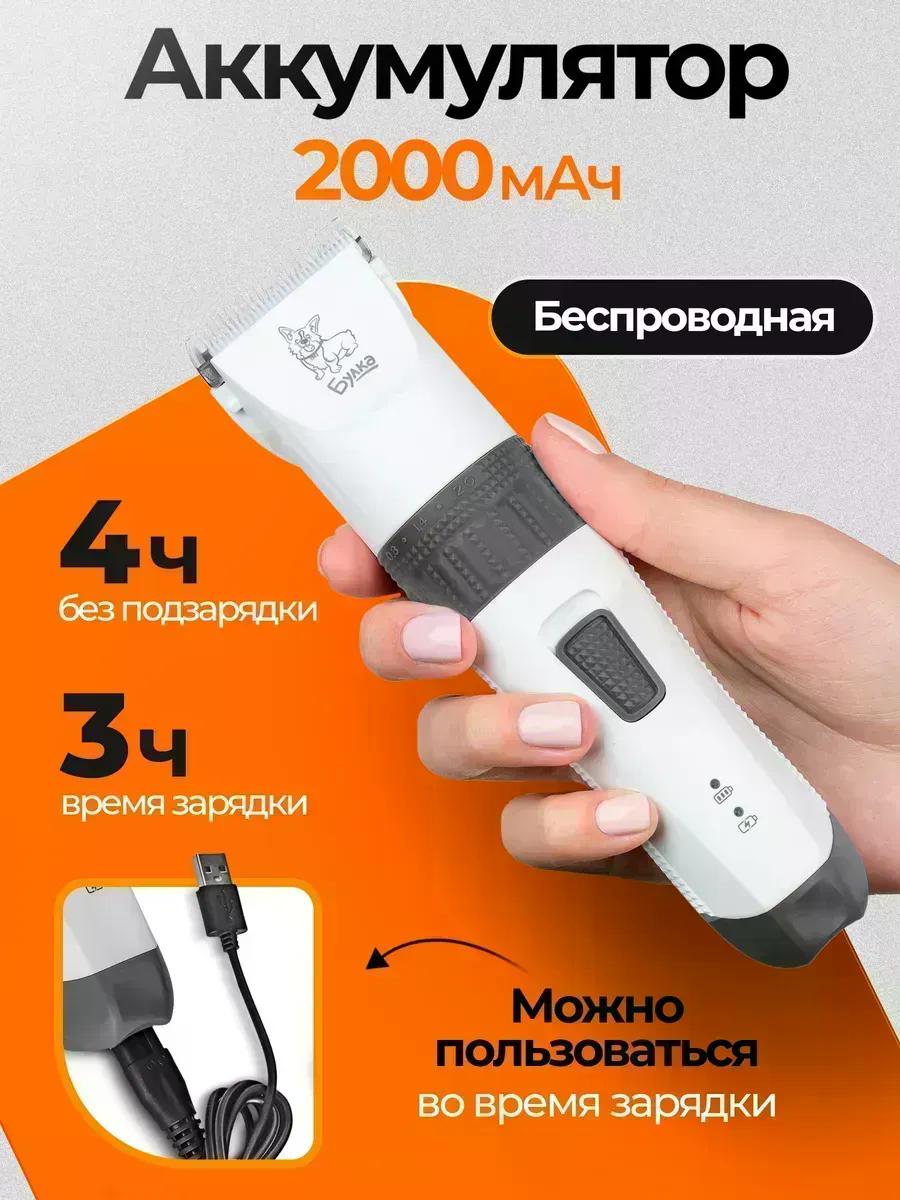 Аккумулятор
2000 мАч
Беспроводная
Булка
4 ч
без подзарядки
3 ч
время зарядки
Можно
пользоваться
во время зарядки